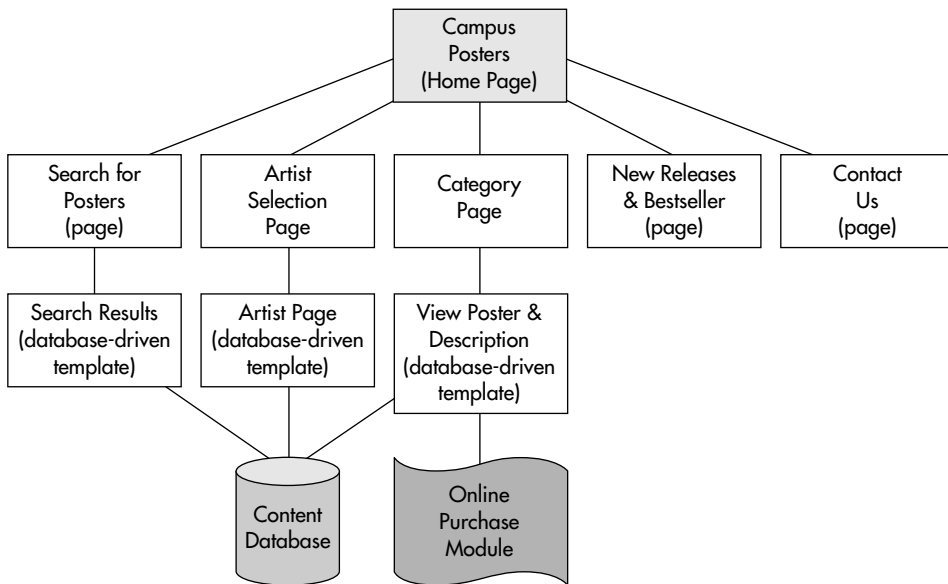 Campus
Posters
(Home Page)
Search for
Posters
(page)
Artist
Selection
Page
Category
Page
New Releases
& Bestseller
(page)
Contact
Us
(page)
Search Results
(database-driven
template)
Artist Page
(database-driven
template)
View Poster &
Description
(database-driven
template)
Content
Database
Online
Purchase
Module